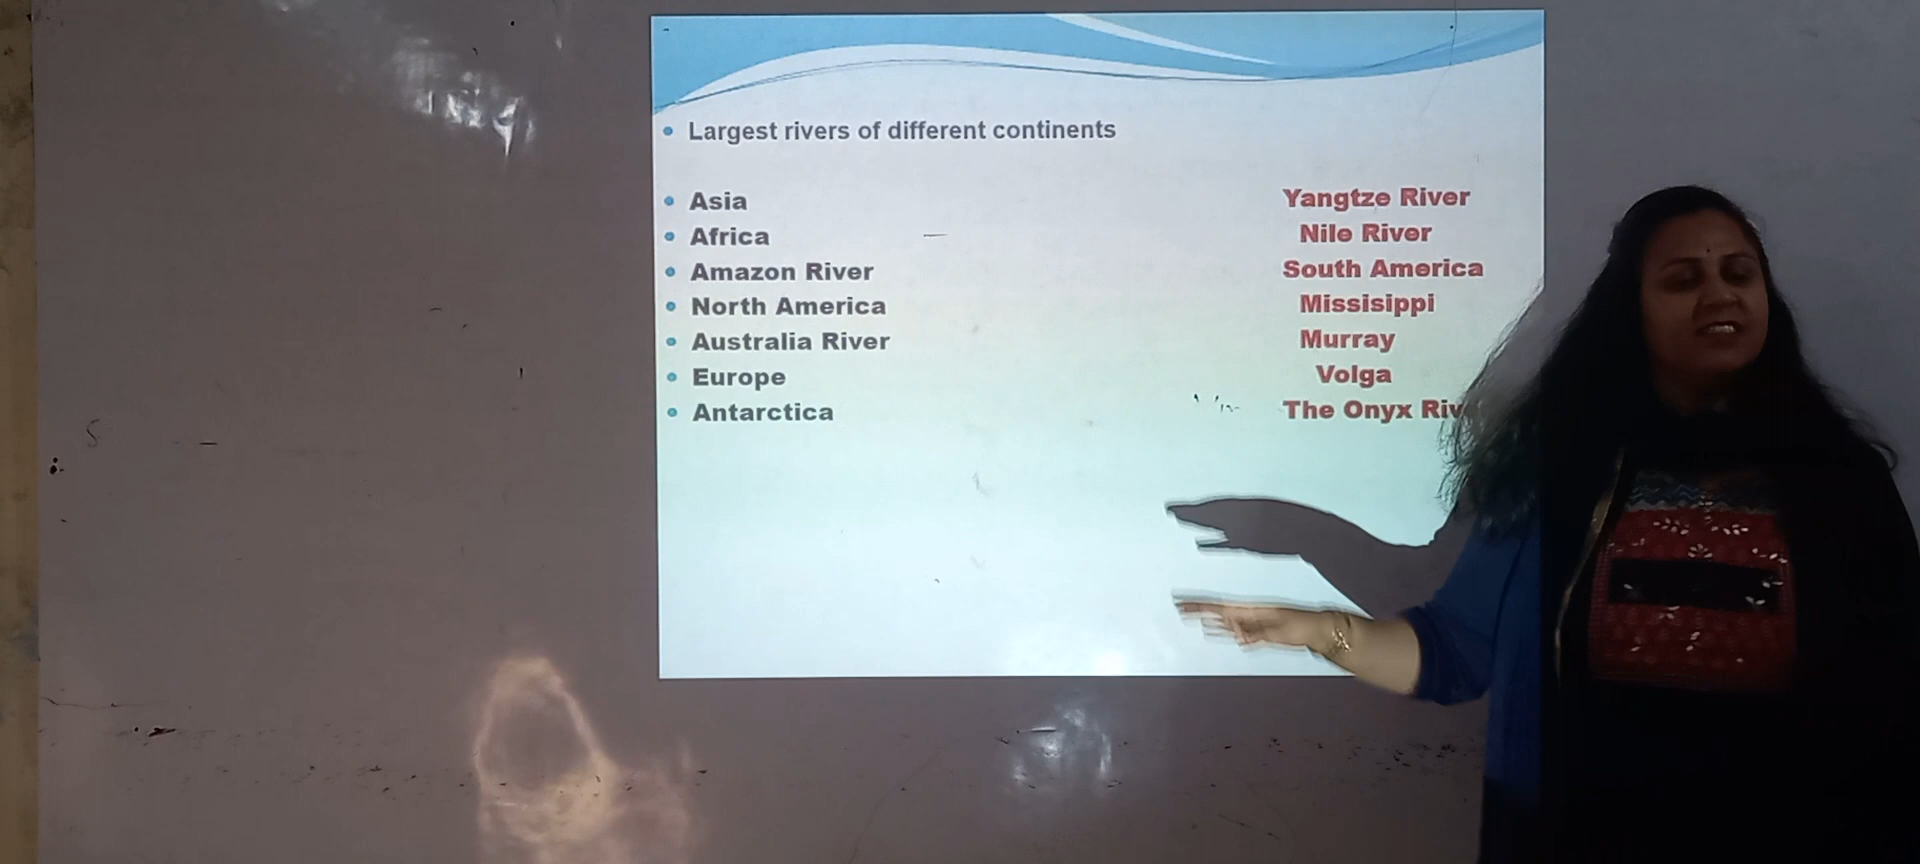 Largest rivers of different continents
Asia Yangtze River
Africa Nile River
Amazon River South America
North America Missisippi
Australia River Murray
Europe Volga
Antarctica The Onyx